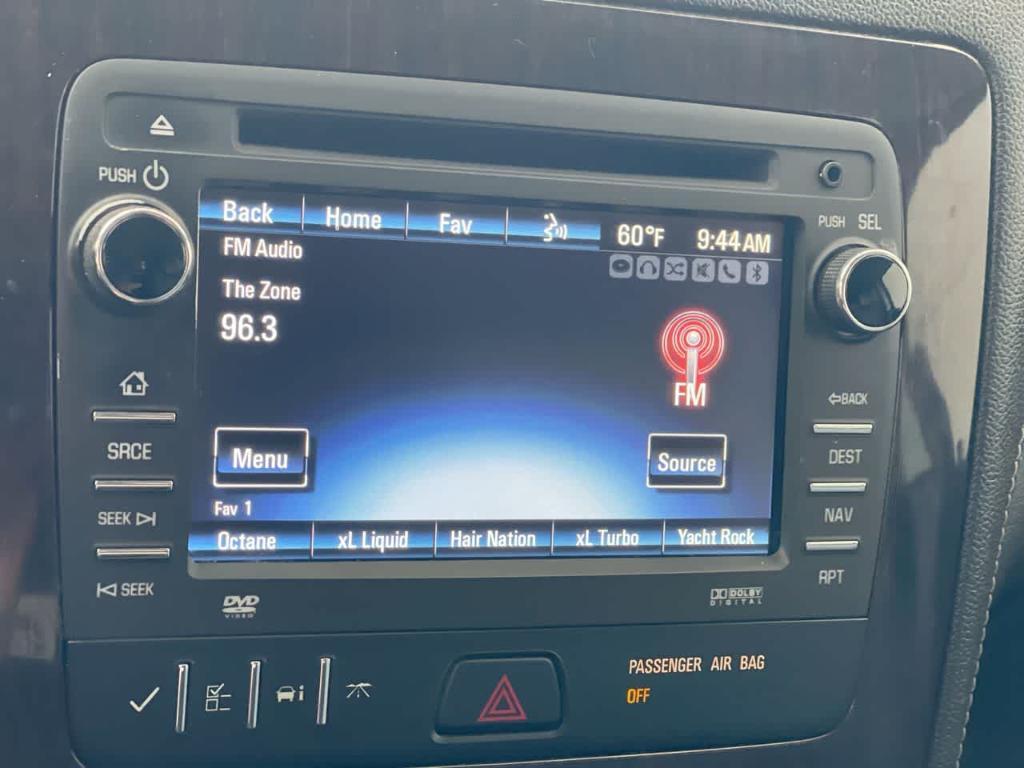 PUSH
PUSH SEL
Back Home Fav 60°F 9:44AM
FM Audio
The Zone
96.3
FM
SRCE
SEEK
SEEK
BACK
DEST
NAV
RPT
Menu Source
Fav 1
Octane xL Liquid Hair Nation xL Turbo Yacht Rock
DVD
VIDEO
DOLBY
DIGITAL
PASSENGER AIR BAG
OFF